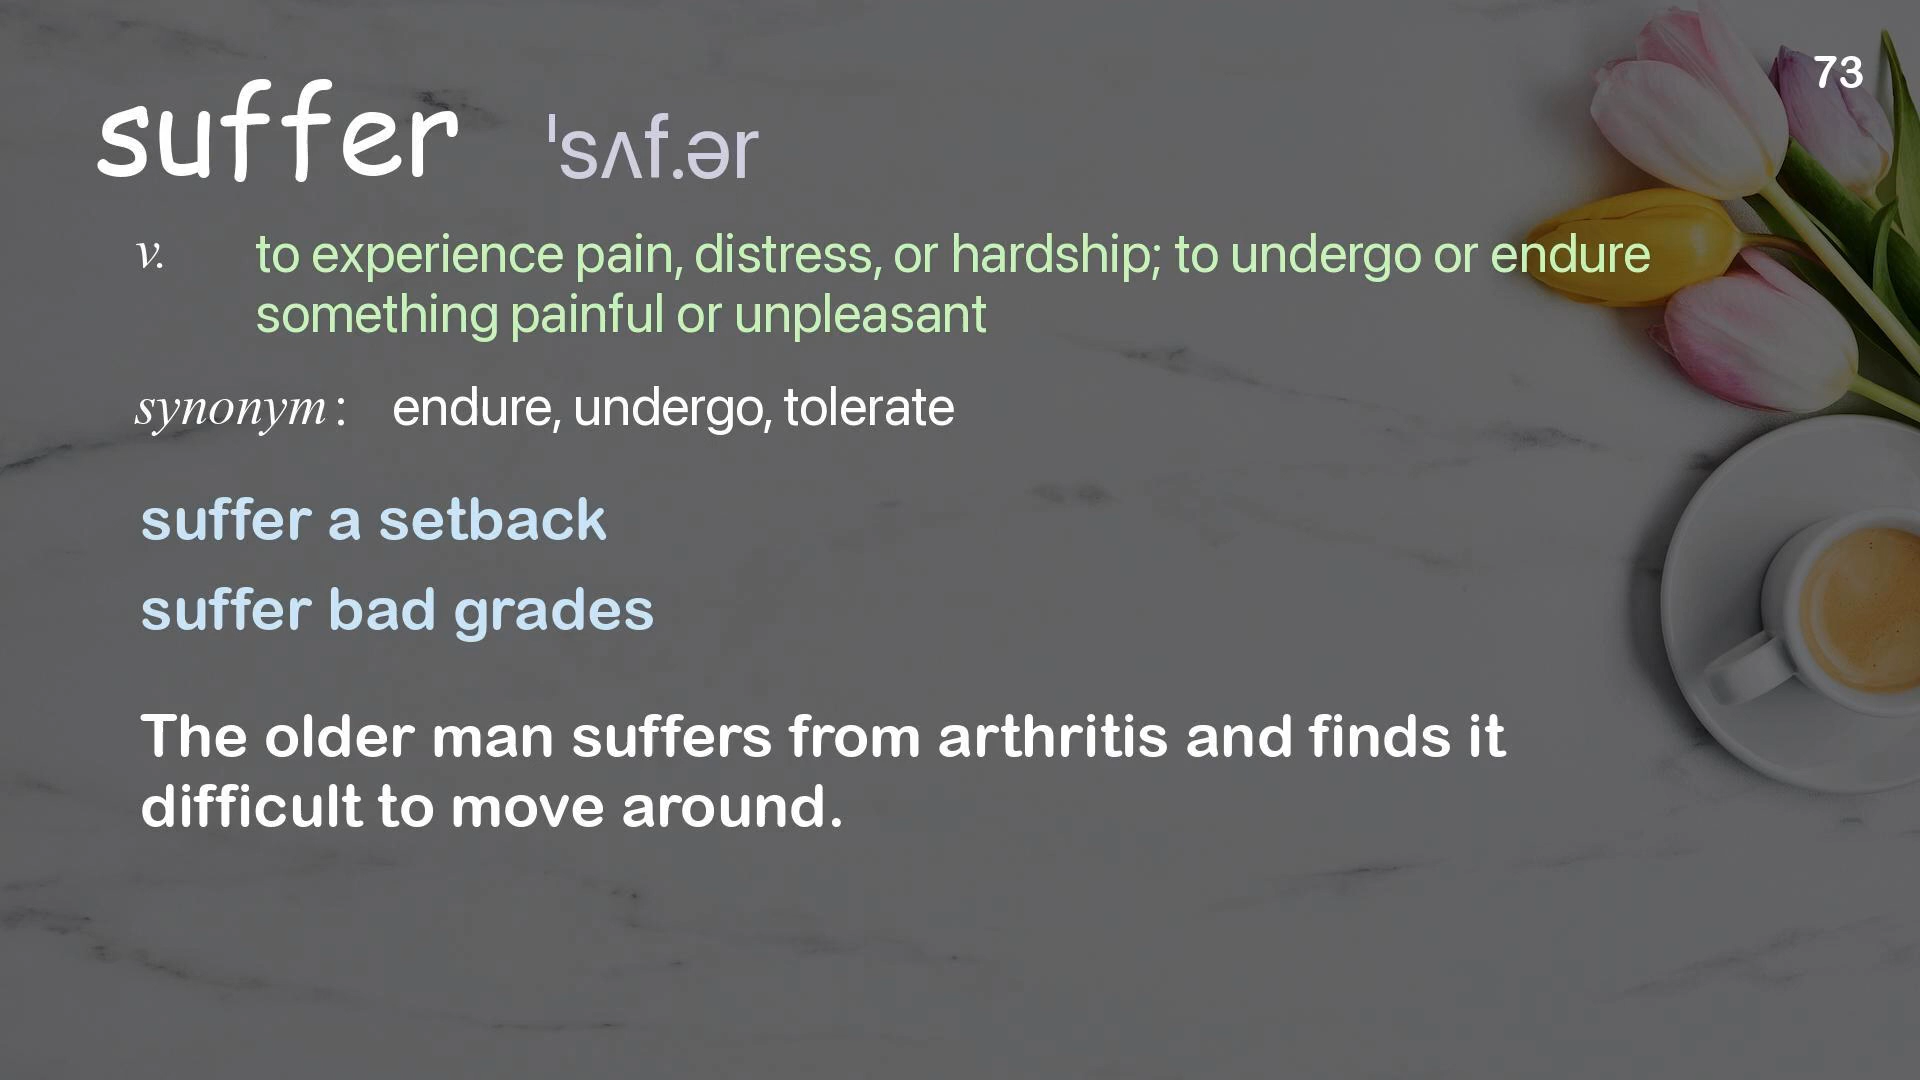 73
suffer ˈsʌf.ər
v. to experience pain, distress, or hardship; to undergo or endure
something painful or unpleasant
synonym: endure, undergo, tolerate
suffer a setback
suffer bad grades
The older man suffers from arthritis and finds it
difficult to move around.